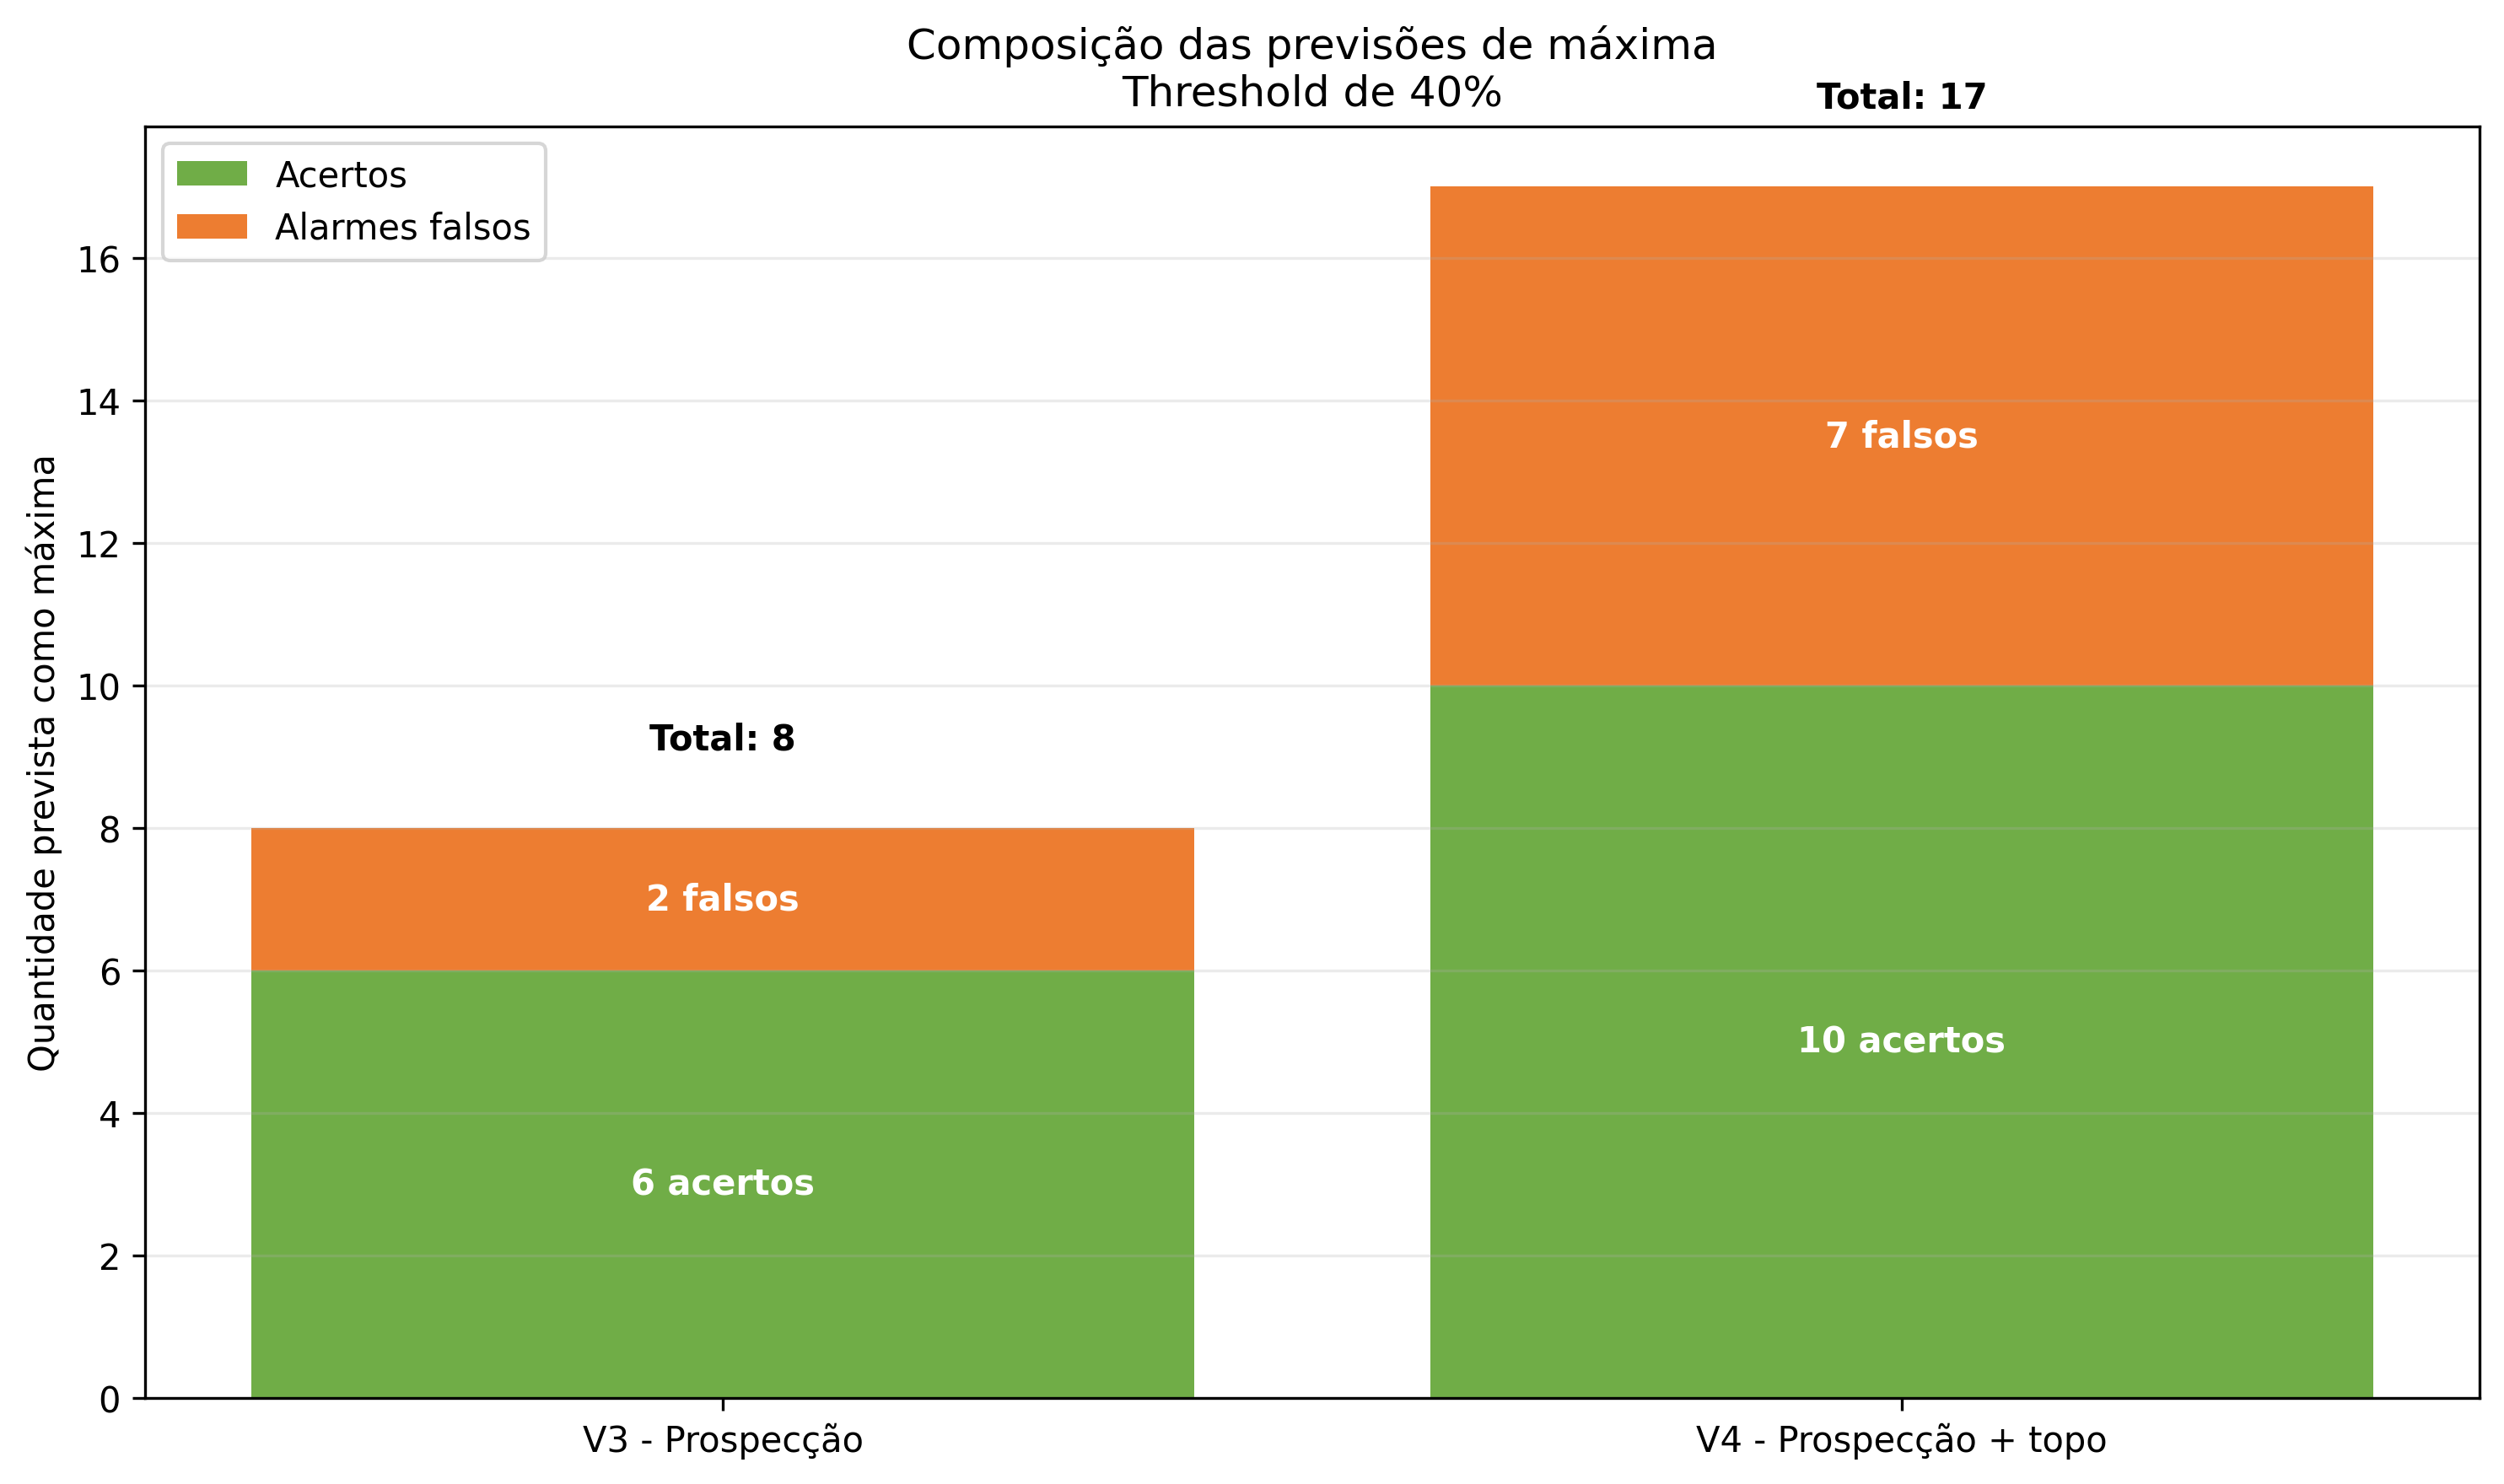 Composição das previsões de máxima
Threshold de 40%
Total: 17
Acertos
Alarmes falsos
Quantidade prevista como máxima
16
14
12
10
8
6
4
2
0
7 falsos
Total: 8
2 falsos
10 acertos
6 acertos
V3 - Prospecção
V4 - Prospecção + topo